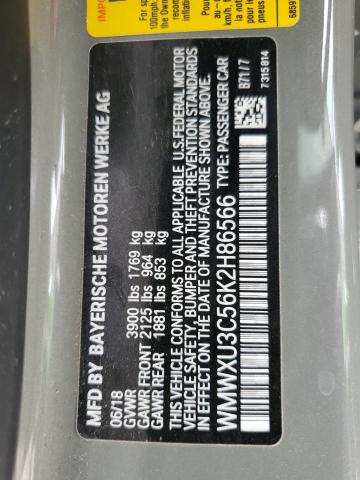 MFD BY BAYERISCHE MOTOREN WERKE AG
06/18
GVWR 3900 lbs 1769 kg
GAWR FRONT 2125 lbs 964 kg
GAWR REAR 1881 lbs 853 kg
THIS VEHICLE CONFORMS TO ALL APPLICABLE U.S. FEDERAL MOTOR
VEHICLE SAFETY, BUMPER AND THEFT PREVENTION STANDARDS
IN EFFECT ON THE DATE OF MANUFACTURE SHOWN ABOVE.
WMWXU3C56K2H86566 TYPE: PASSENGER CAR
B71/7
7315814